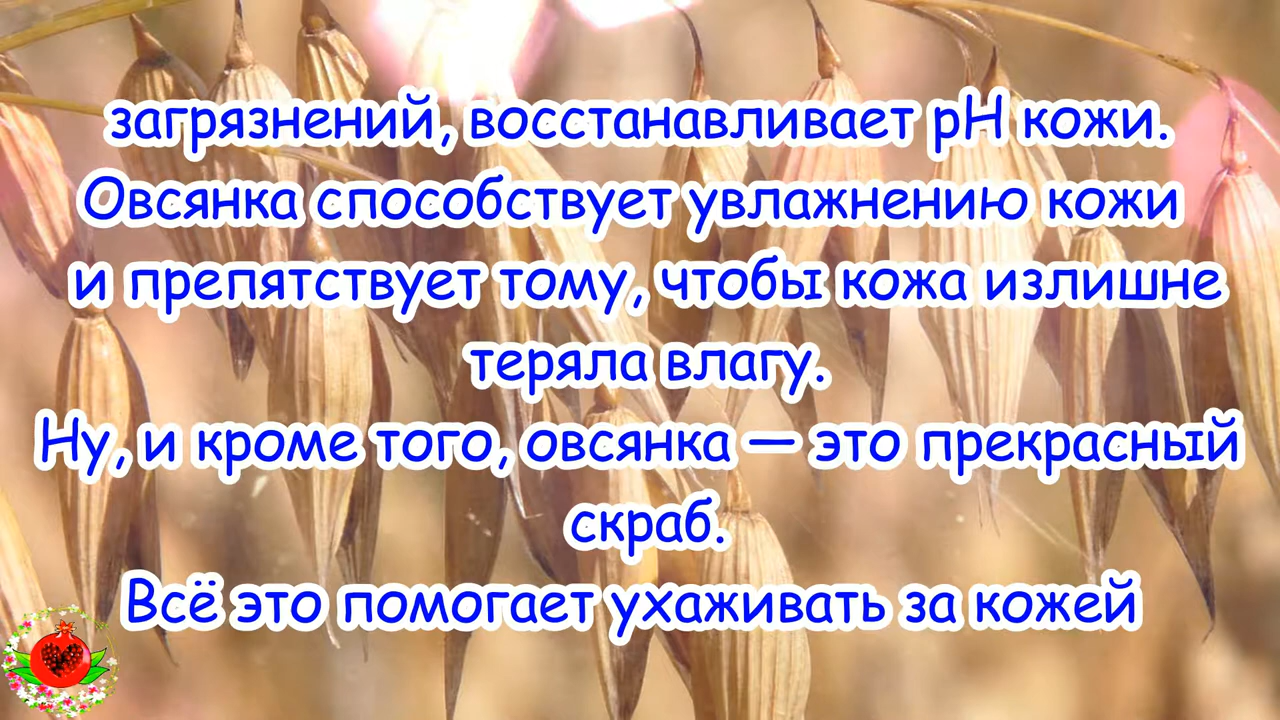 загрязнений, восстанавливает pH кожи.
Овсянка способствует увлажнению кожи
и препятствует тому, чтобы кожа излишне
теряла влагу.
Ну, и кроме того, овсянка — это прекрасный
скраб.
Всё это помогает ухаживать за кожей